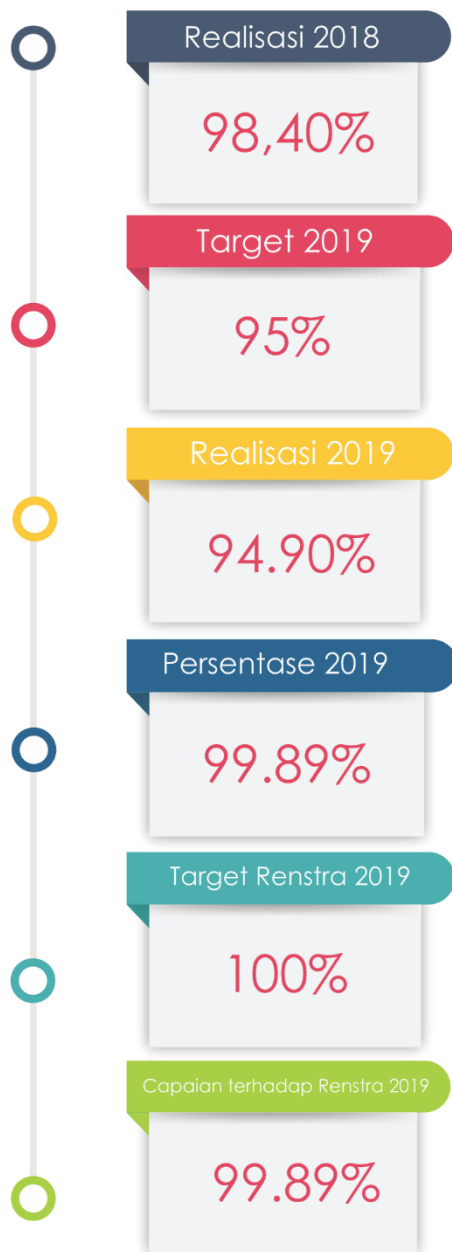 Realisasi 2018
98,40%
Target 2019
95%
Realisasi 2019
94.90%
Persentase 2019
99.89%
Target Renstra 2019
100%
Capaian terhadap Renstra 2019
99.89%